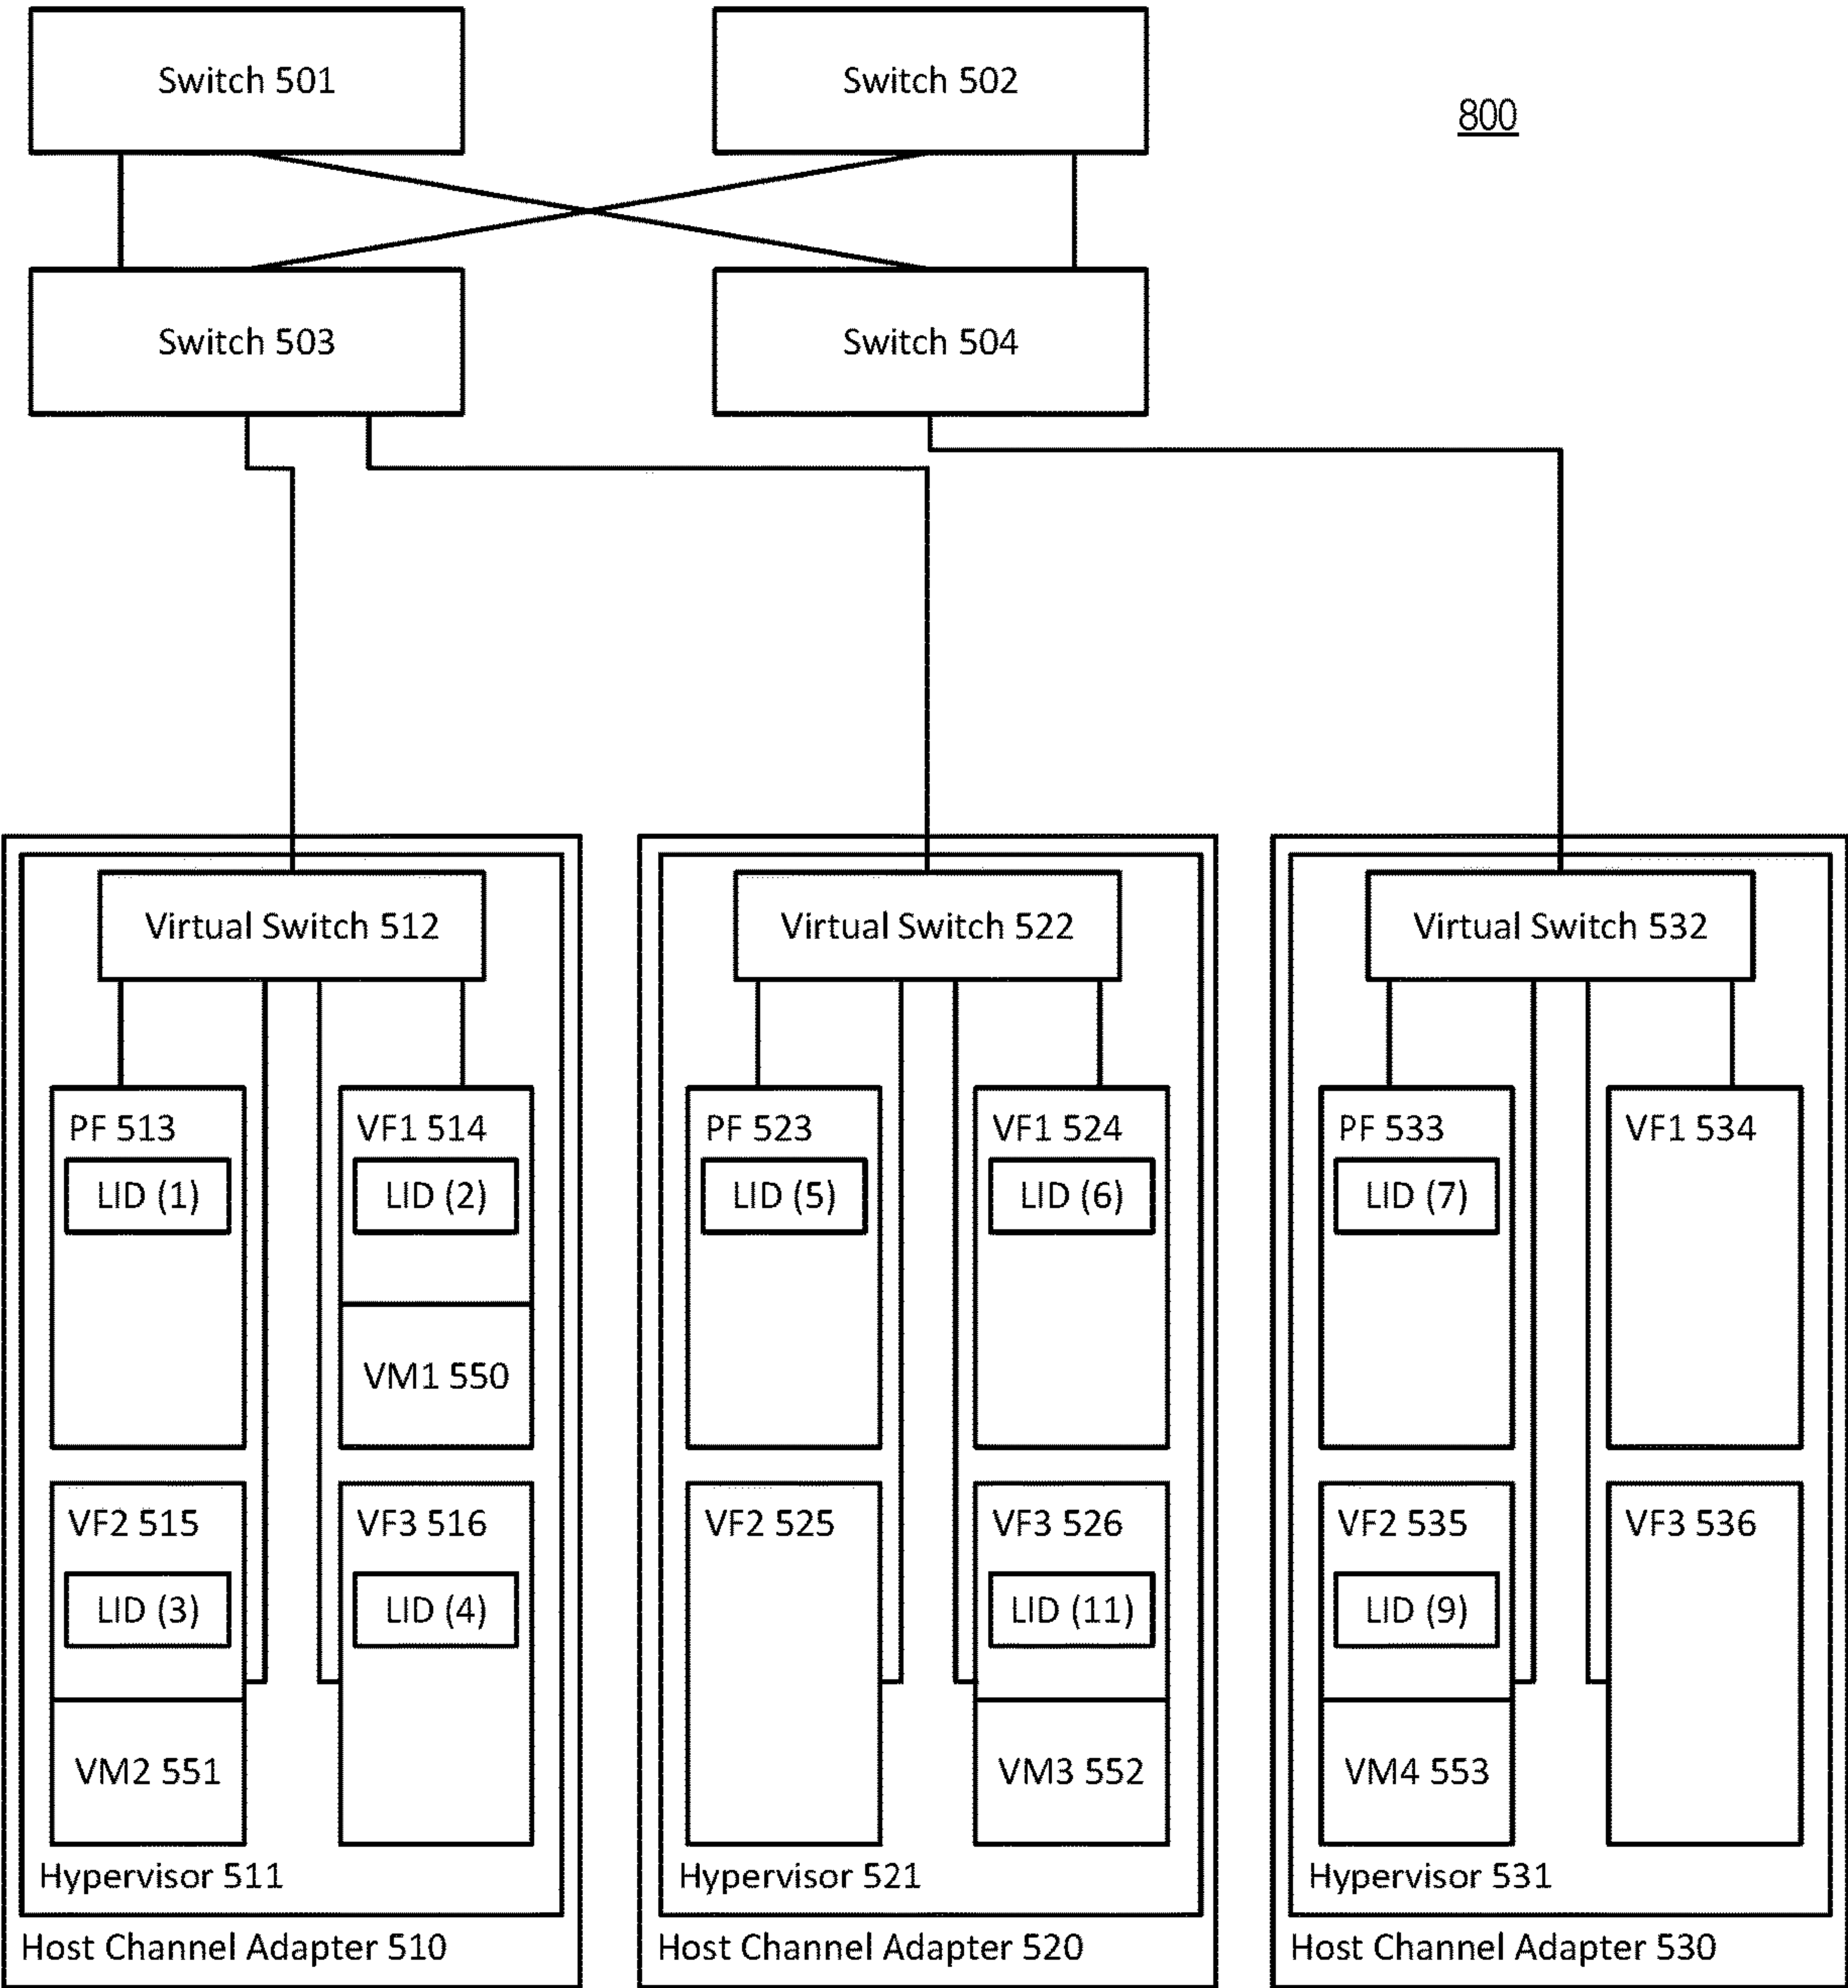 Switch 501
Switch 502
800
Switch 503
Switch 504
Virtual Switch 512
Virtual Switch 522
Virtual Switch 532
PF 513
LID (1)
VF1 514
LID (2)
VM1 550
PF 523
LID (5)
VF1 524
LID (6)
PF 533
LID (7)
VF1 534
VF2 515
LID (3)
VM2 551
VF3 516
LID (4)
VF2 525
VF3 526
LID (11)
VM3 552
VF2 535
LID (9)
VM4 553
VF3 536
Hypervisor 511
Hypervisor 521
Hypervisor 531
Host Channel Adapter 510
Host Channel Adapter 520
Host Channel Adapter 530